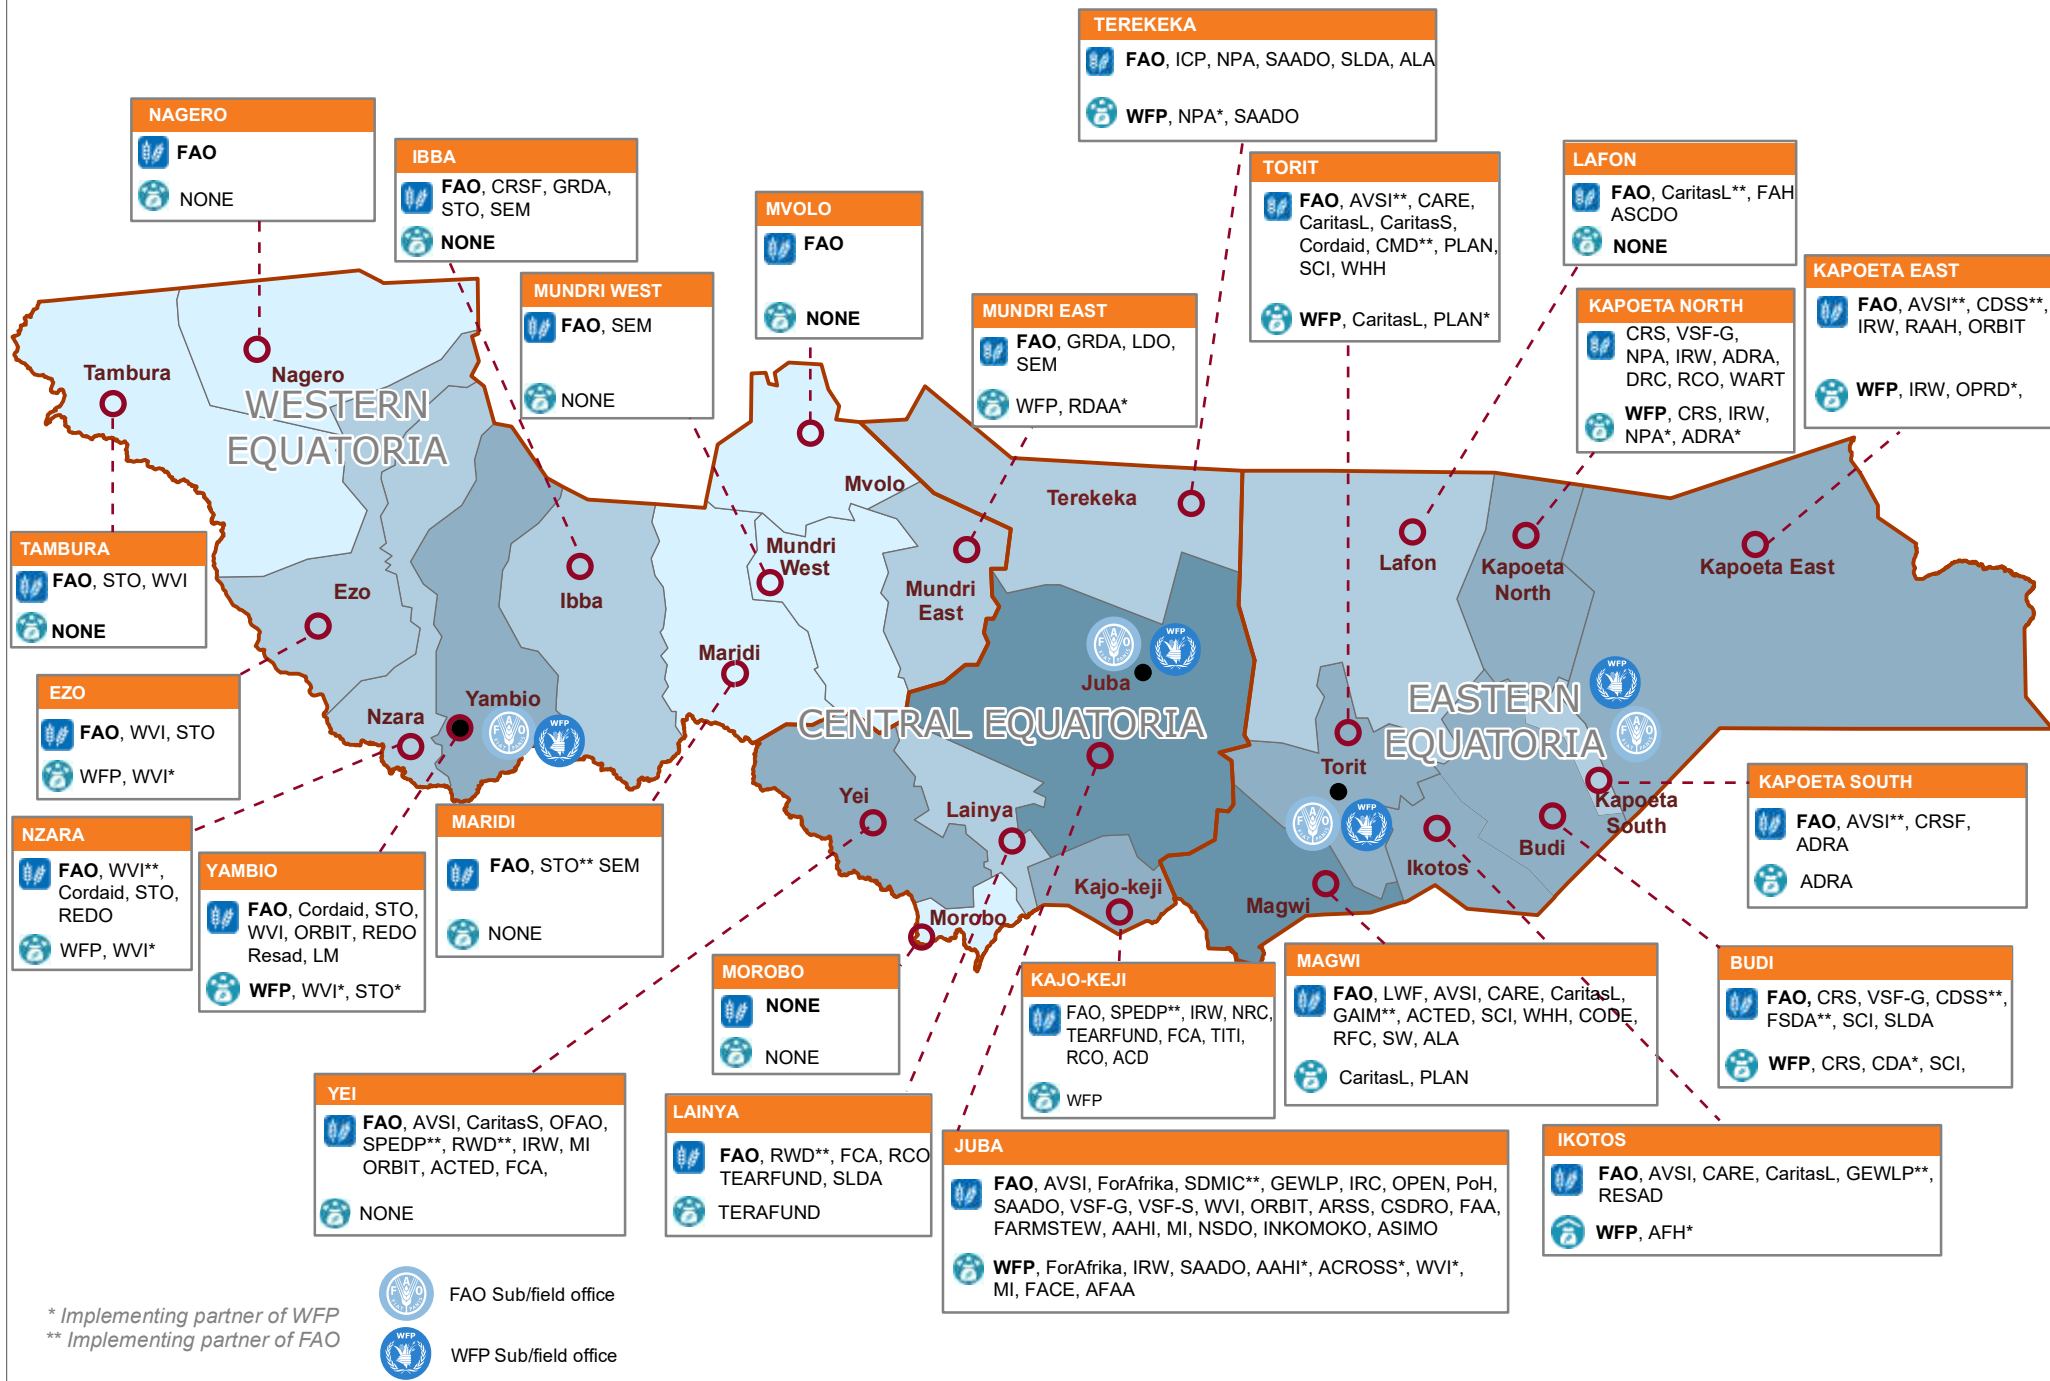 TEREKEKA
FAO, ICP, NPA, SAADO, SLDA, ALA
WFP, NPA*, SAADO
NAGERO
FAO
NONE
IBBA
FAO, CRSF, GRDA,
STO, SEM
NONE
TORIT
FAO, AVSI**, CARE,
CaritasL, CaritasS,
Cordaid, CMD**, PLAN,
SCI, WHH
WFP, CaritasL, PLAN*
LAFON
FAO, CaritasL**, FAH
ASCDO
NONE
MVOLO
FAO
NONE
KAPOETA EAST
FAO, AVSI**, CDSS**,
IRW, RAAH, ORBIT
WFP, IRW, OPRD*,
MUNDRI WEST
FAO, SEM
NONE
MUNDRI EAST
FAO, GRDA, LDO,
SEM
WFP, RDAA*
KAPOETA NORTH
CRS, VSF-G,
NPA, IRW, ADRA,
DRC, RCO, WART
WFP, CRS, IRW,
NPA*, ADRA*
Tambura
Nagero
WESTERN
EQUATORIA
Mvolo
Terekeka
Mundri
West
Lafon
Kapoeta
North
Kapoeta East
TAMBURA
FAO, STO, WVI
NONE
Ezo
Ibba
Mundri
East
Maridi
Juba
WFP
WFP
EZO
FAO, WVI, STO
WFP, WVI*
Nzara
Yambio
WFP
CENTRAL EQUATORIA
EASTERN
EQUATORIA
Torit
WFP
Yei
Lainya
Kapoeta
South
Budi
Ikotos
Kajo-keji
Magwi
Morobo
KAPOETA SOUTH
FAO, AVSI**, CRSF,
ADRA
ADRA
NZARA
FAO, WVI**,
Cordaid, STO,
REDO
WFP, WVI*
YAMBIO
FAO, Cordaid, STO,
WVI, ORBIT, REDO
Resad, LM
WFP, WVI*, STO*
MARIDI
FAO, STO** SEM
NONE
MOROBO
NONE
NONE
KAJO-KEJI
FAO, SPEDP**, IRW, NRC,
TEARFUND, FCA, TITI,
RCO, ACD
WFP
MAGWI
FAO, LWF, AVSI, CARE, CaritasL,
GAIM**, ACTED, SCI, WHH, CODE,
RFC, SW, ALA
CaritasL, PLAN
BUDI
FAO, CRS, VSF-G, CDSS**,
FSDA**, SCI, SLDA
WFP, CRS, CDA*, SCI,
YEI
FAO, AVSI, CaritasS, OFAO,
SPEDP**, RWD**, IRW, MI
ORBIT, ACTED, FCA,
NONE
LAINYA
FAO, RWD**, FCA, RCO
TEARFUND, SLDA
TERAFUND
JUBA
FAO, AVSI, ForAfrika, SDMIC**, GEWLP, IRC, OPEN, PoH,
SAADO, VSF-G, VSF-S, WVI, ORBIT, ARSS, CSDRO, FAA,
FARMSTEW, AAHI, MI, NSDO, INKOMOKO, ASIMO
WFP, ForAfrika, IRW, SAADO, AAHI*, ACROSS*, WVI*,
MI, FACE, AFAA
IKOTOS
FAO, AVSI, CARE, CaritasL, GEWLP**,
RESAD
WFP, AFH*
* Implementing partner of WFP
** Implementing partner of FAO
FAO Sub/field office
WFP
WFP Sub/field office